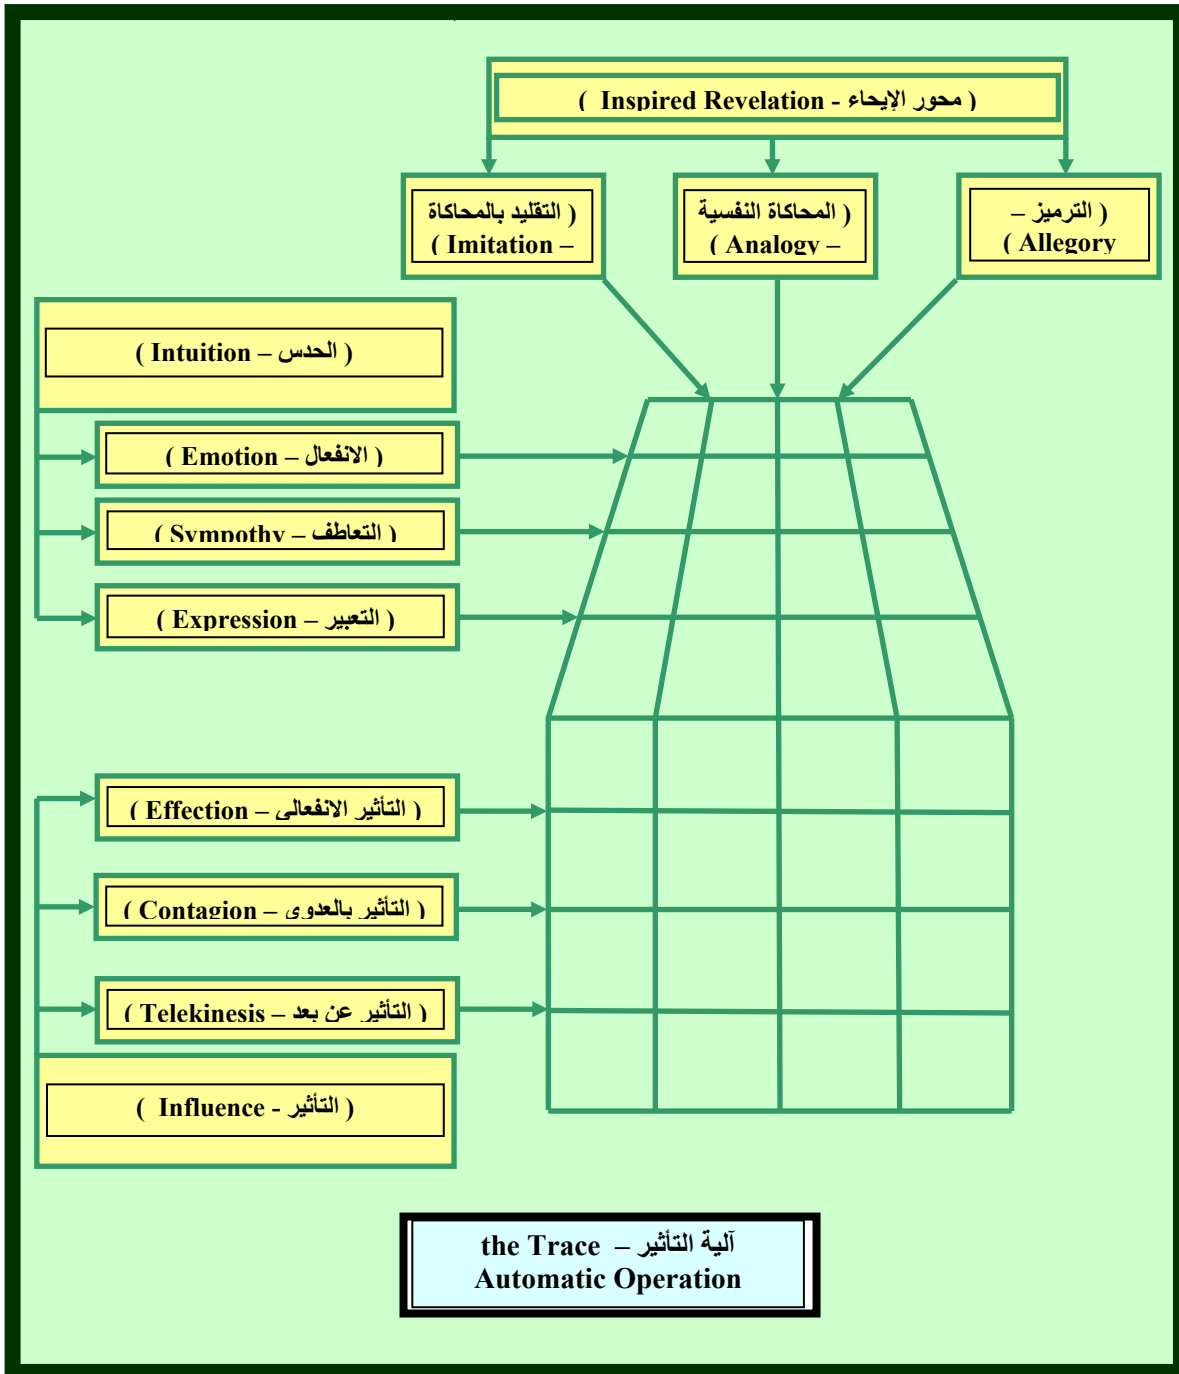 ( محور الإيحاء - Inspired Revelation )
( التقليد بالمحاكاة
– Imitation )
( المحاكاة النفسية
– Analogy )
( الترميز –
Allegory )
( الحدس – Intuition )
( الانفعال – Emotion )
( التعاطف – Sympothy )
( التعبير – Expression )
( التأثير الانفعالي – Effection )
( التأثير بالعدوى – Contagion )
( التأثير عن بعد – Telekinesis )
( التأثير - Influence )
آلية التأثير – the Trace
Automatic Operation